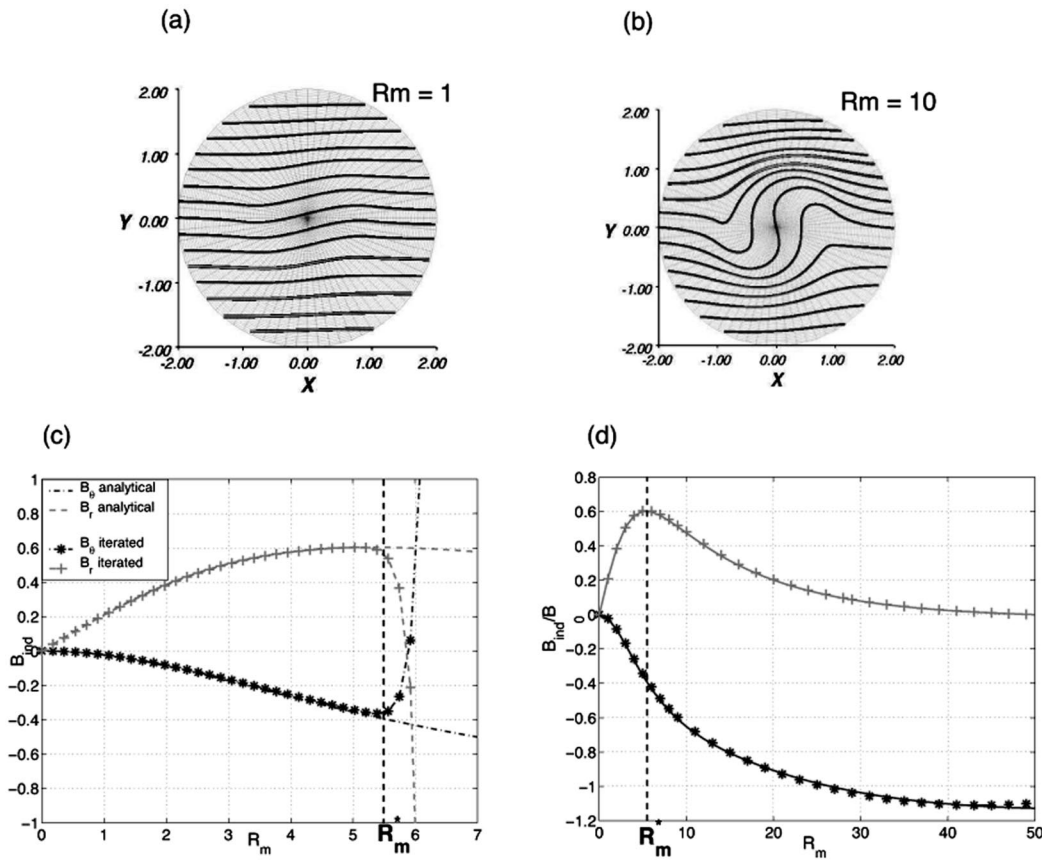 (a)
Rm = 1
2.00
1.00
Y 0.00
-1.00
-2.00
-2.00 -1.00 0.00 1.00 2.00
X
(b)
Rm = 10
2.00
1.00
Y 0.00
-1.00
-2.00
-2.00 -1.00 0.00 1.00 2.00
X
(c)
B_θ analytical
B_r analytical
B_θ iterated
B_r iterated
1
0.8
0.6
0.4
0.2
0
-0.2
-0.4
-0.6
-0.8
-1
B_ind
0 1 2 3 4 5 6 7
R_m
R_m^*
(d)
0.8
0.6
0.4
0.2
0
-0.2
-0.4
-0.6
-0.8
-1
-1.2
B_ind/B_0
0 10 20 30 40 50
R_m^*
R_m